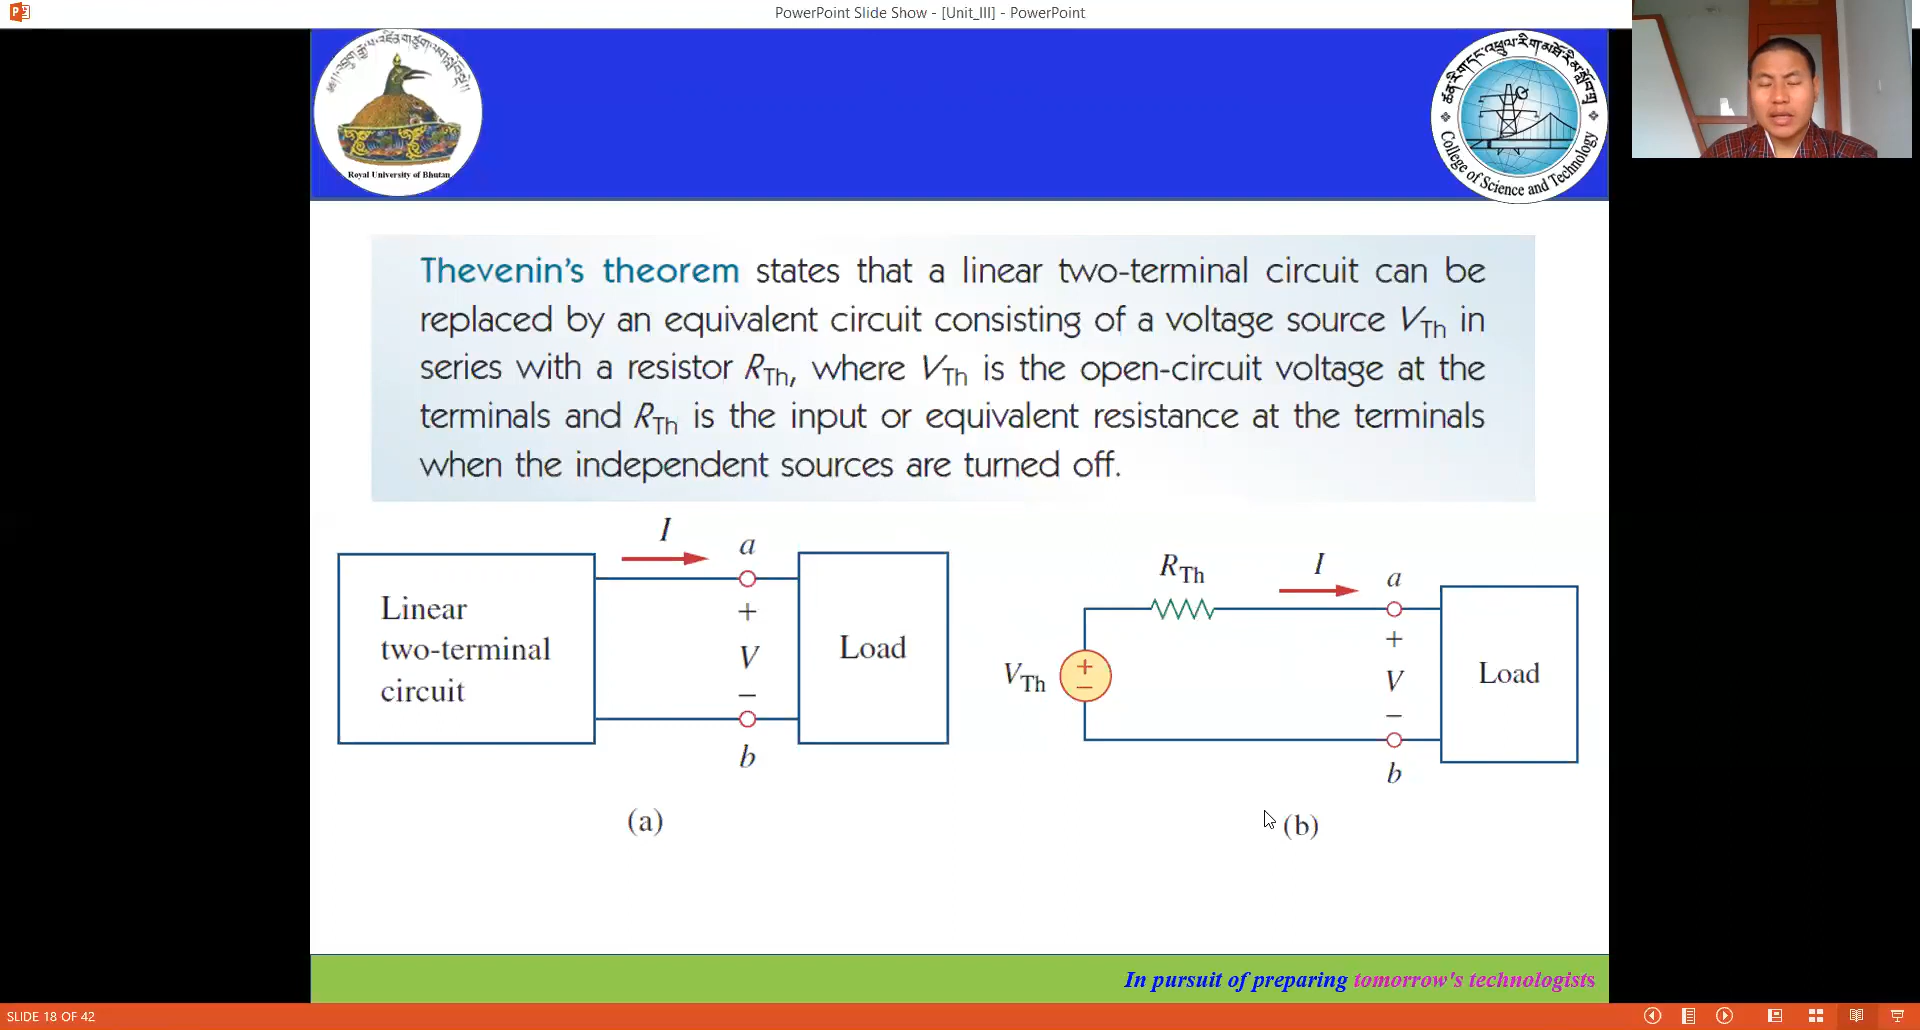 PowerPoint Slide Show - [Unit_III] - PowerPoint
Royal University of Bhutan
College of Science and Technology
Thevenin's theorem states that a linear two-terminal circuit can be
replaced by an equivalent circuit consisting of a voltage source VTh in
series with a resistor RTh, where VTh is the open-circuit voltage at the
terminals and RTh is the input or equivalent resistance at the terminals
when the independent sources are turned off.
I
a
Linear
two-terminal
circuit
+
V
−
b
Load
(a)
RTh
I
a
VTh
+
−
+
V
−
b
Load
(b)
In pursuit of preparing tomorrow's technologists
SLIDE 18 OF 42